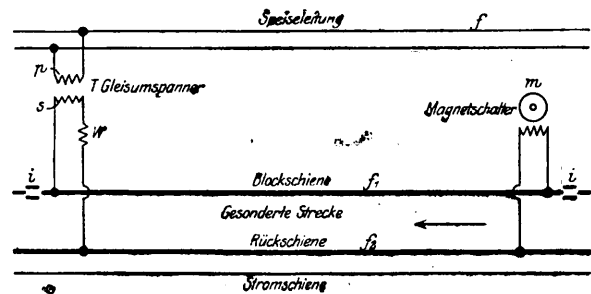 Speiseleitung f
p
T Gleisumspanner
s
W
m
Magnetschalter
i
Blockschiene f₁
i
Gesonderte Strecke
Rückschiene f₂
Stromschiene